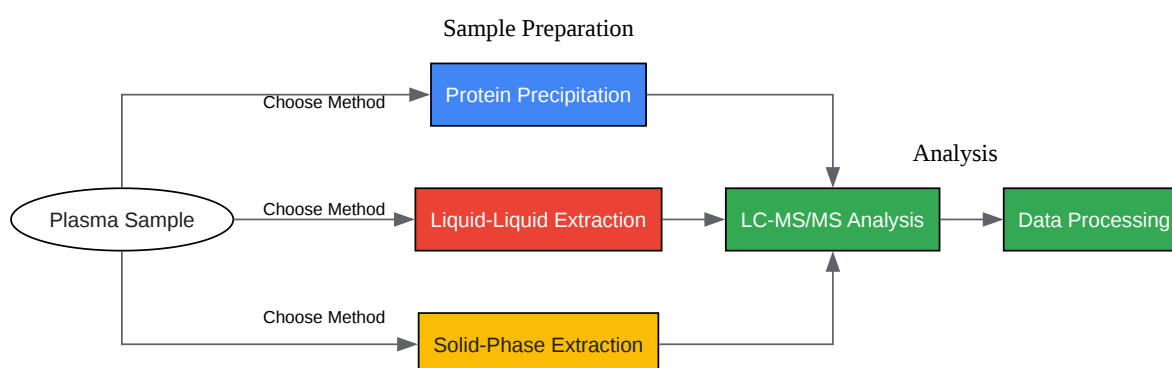 Sample Preparation
Choose Method
Protein Precipitation
Analysis
Plasma Sample
Choose Method
Liquid-Liquid Extraction
LC-MS/MS Analysis
Data Processing
Choose Method
Solid-Phase Extraction